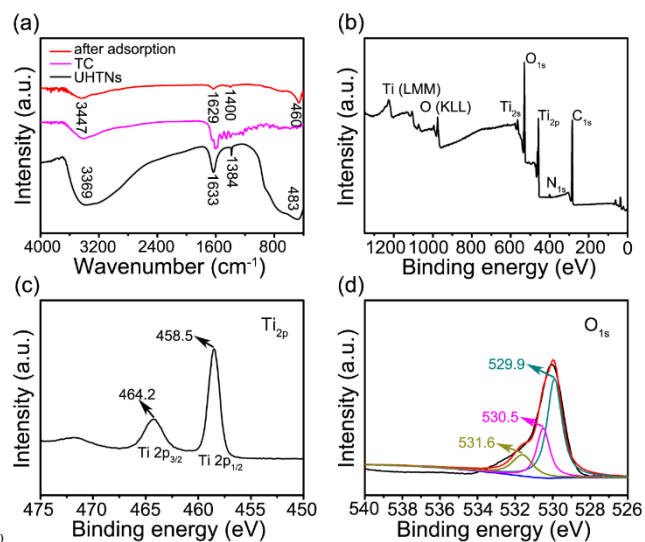 (a)
after adsorption
TC
UHTNs
3447
1629
1400
460
3369
1633
1384
483
Intensity (a.u.)
4000 3200 2400 1600 800
Wavenumber (cm⁻¹)
(b)
Ti (LMM)
O (KLL)
O1s
Ti2s
Ti2p
C1s
N1s
Intensity (a.u.)
1200 1000 800 600 400 200 0
Binding energy (eV)
(c)
Ti2p
458.5
464.2
Ti 2p3/2
Ti 2p1/2
Intensity (a.u.)
475 470 465 460 455 450
Binding energy (eV)
(d)
O1s
529.9
530.5
531.6
Intensity (a.u.)
540 538 536 534 532 530 528 526
Binding energy (eV)